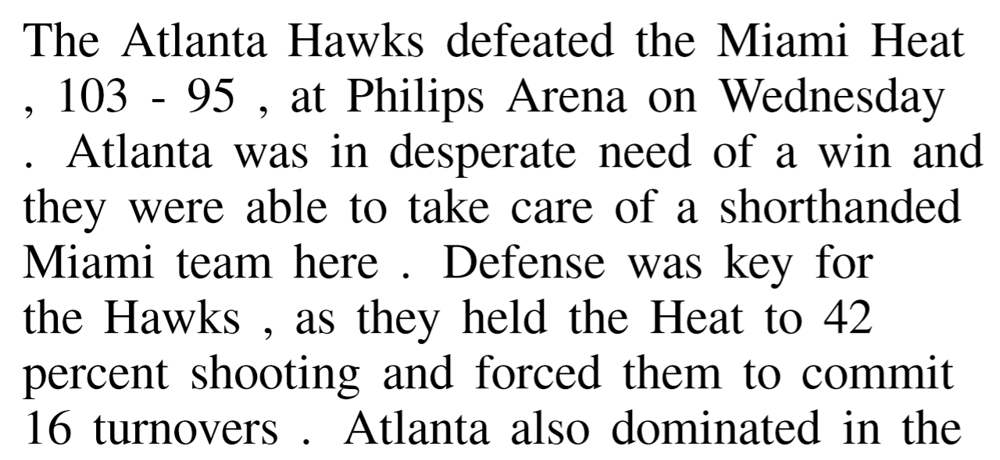 The Atlanta Hawks defeated the Miami Heat
, 103 - 95 , at Philips Arena on Wednesday
. Atlanta was in desperate need of a win and
they were able to take care of a shorthanded
Miami team here . Defense was key for
the Hawks , as they held the Heat to 42
percent shooting and forced them to commit
16 turnovers . Atlanta also dominated in the